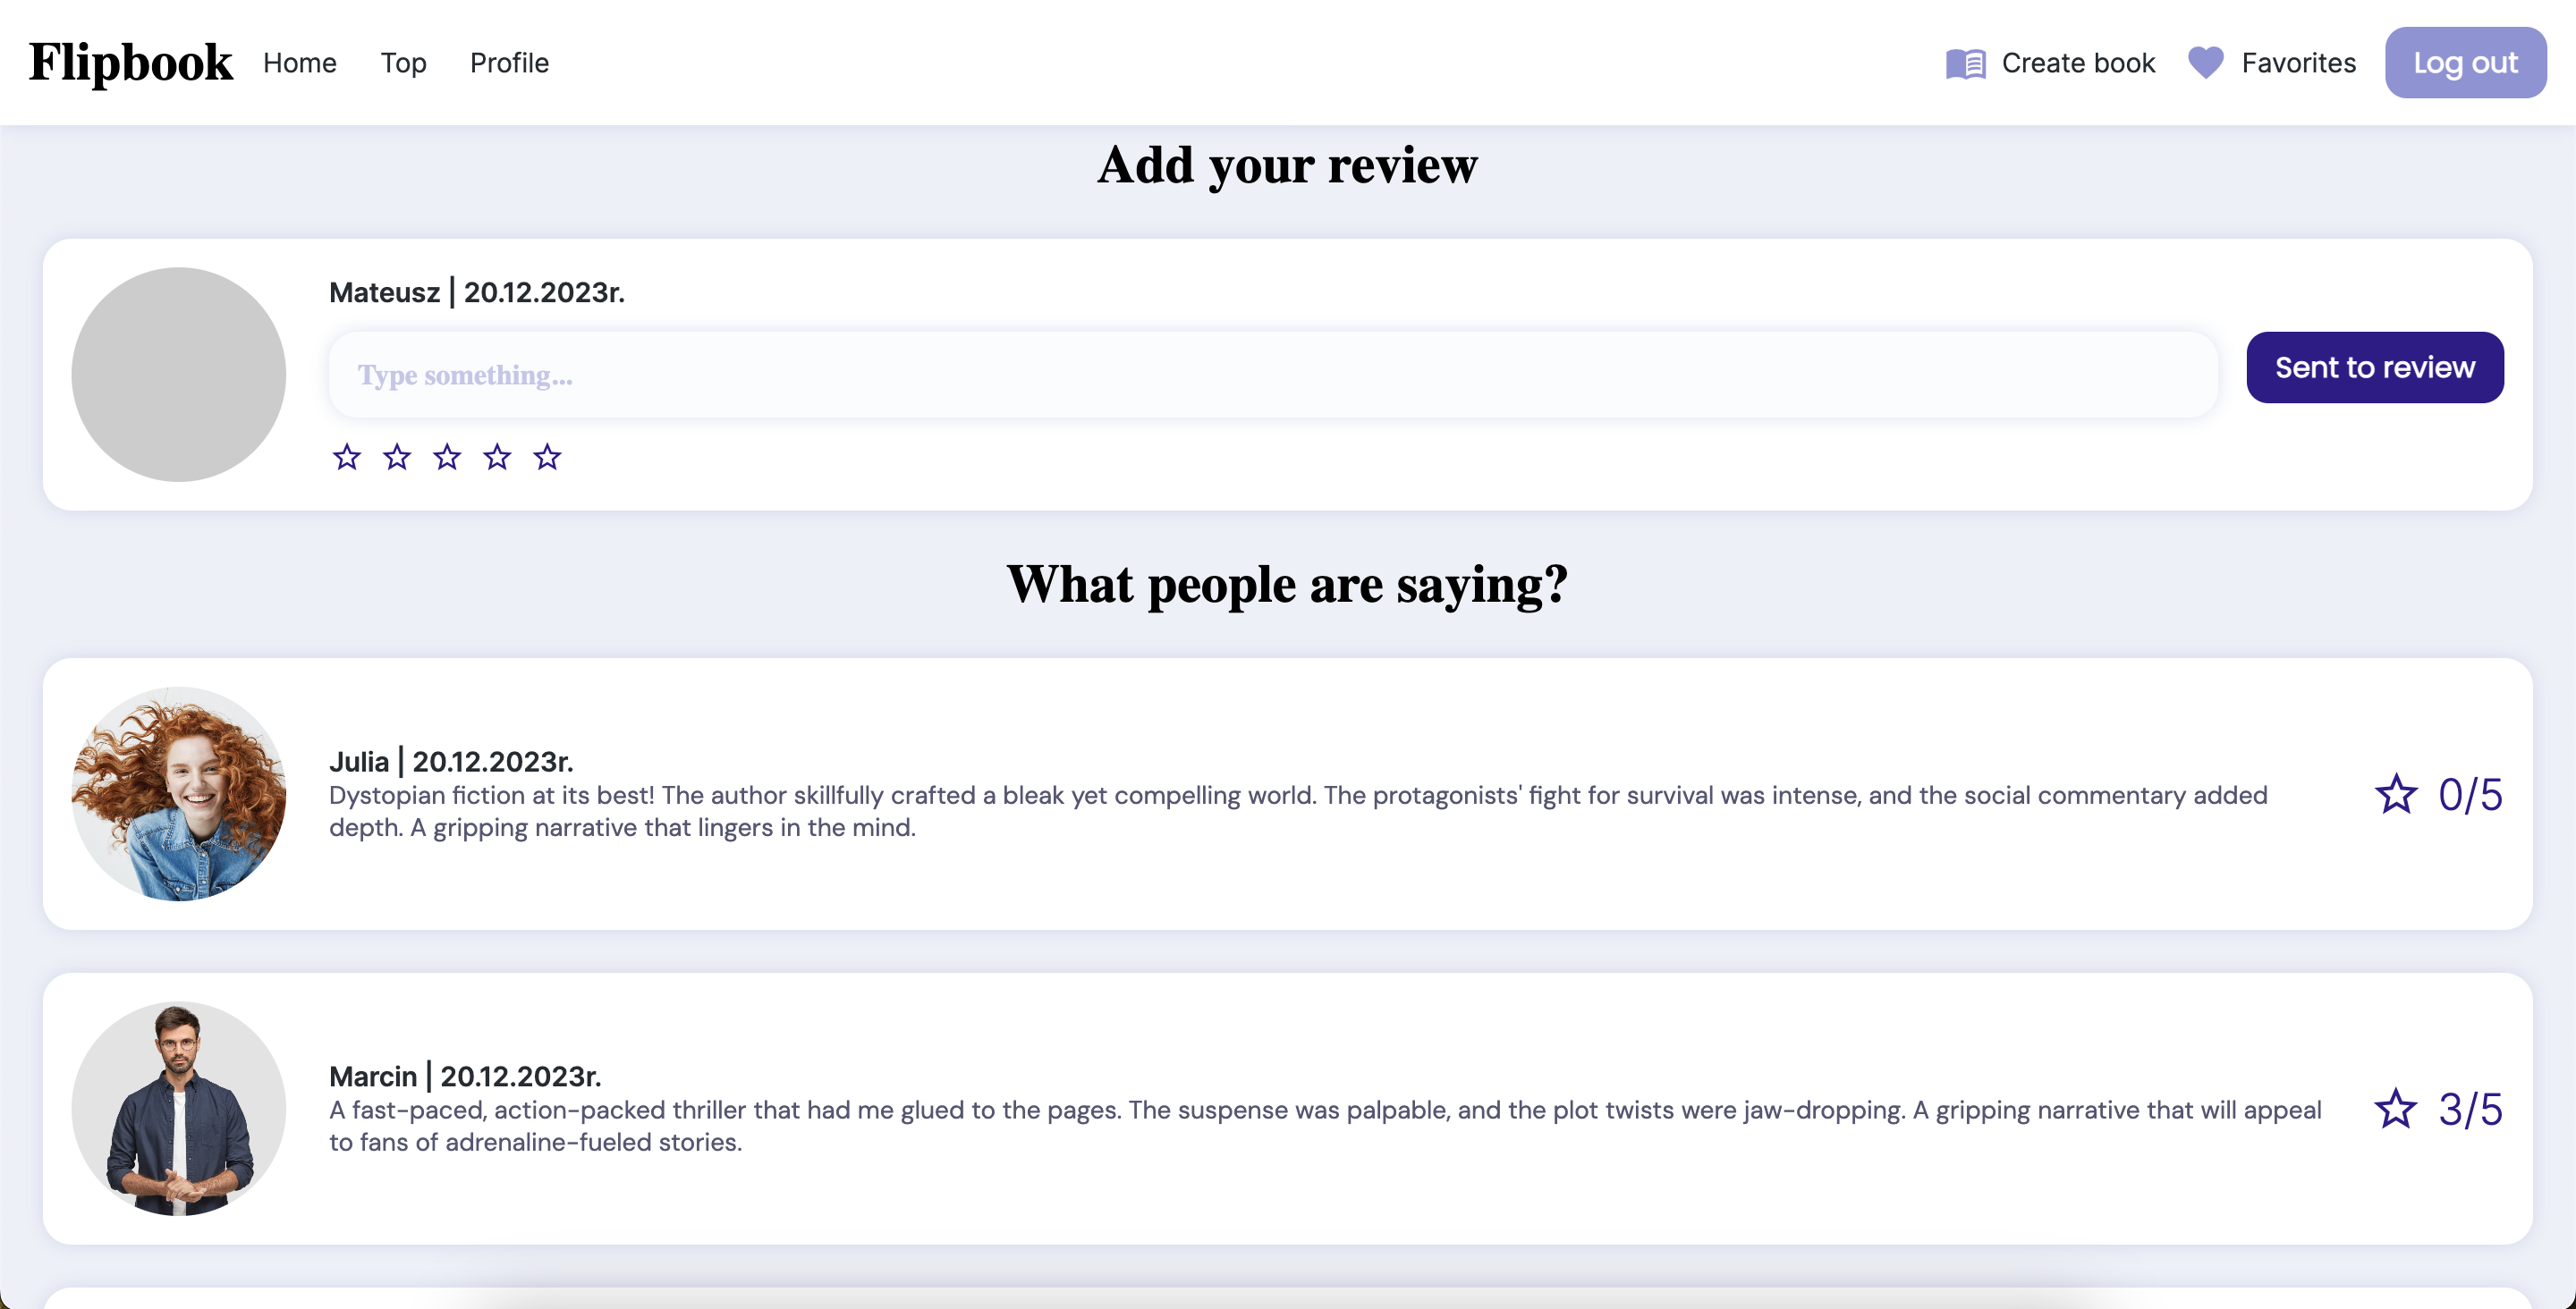 Flipbook Home Top Profile Create book Favorites Log out
Add your review
Mateusz | 20.12.2023r.
Type something...
Sent to review
What people are saying?
Julia | 20.12.2023r.
Dystopian fiction at its best! The author skillfully crafted a bleak yet compelling world. The protagonists' fight for survival was intense, and the social commentary added
depth. A gripping narrative that lingers in the mind.
0/5
Marcin | 20.12.2023r.
A fast-paced, action-packed thriller that had me glued to the pages. The suspense was palpable, and the plot twists were jaw-dropping. A gripping narrative that will appeal
to fans of adrenaline-fueled stories.
3/5